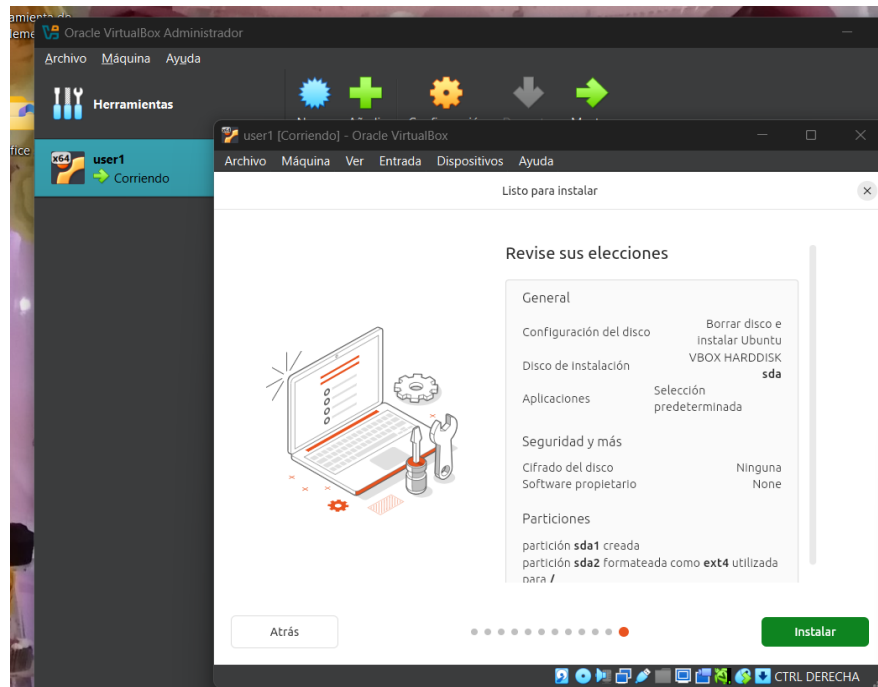 Oracle VirtualBox Administrador
Archivo Máquina Ayuda
Herramientas
user1 [Corriendo] - Oracle VirtualBox
x64 user1
Corriendo
Archivo Máquina Ver Entrada Dispositivos Ayuda
Listo para instalar
Revise sus elecciones
General
Configuración del disco Borrar disco e
instalar Ubuntu
Disco de instalación VBOX HARDDISK
sda
Aplicaciones Selección
predeterminada
Seguridad y más
Cifrado del disco Ninguna
Software propietario None
Particiones
partición sda1 creada
partición sda2 formateada como ext4 utilizada
para /
Atrás
Instalar
CTRL DERECHA